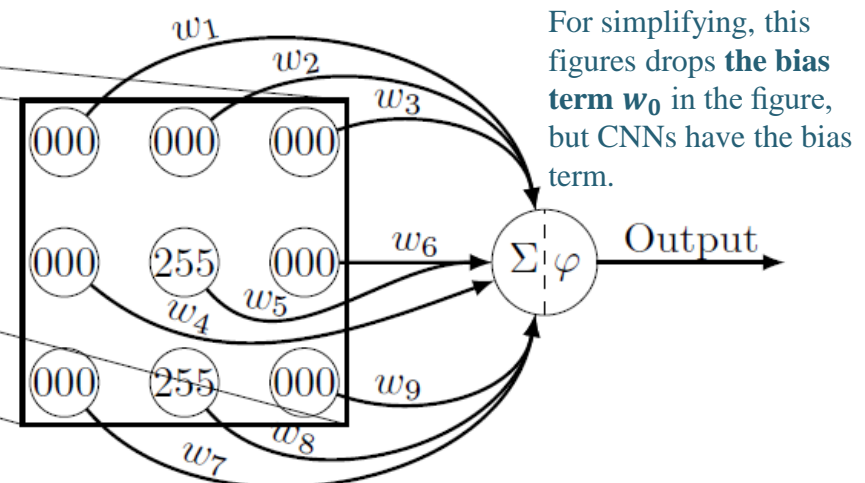 For simplifying, this
figures drops the bias
term w₀ in the figure,
but CNNs have the bias
term.
w₁
w₂
w₃
000 000 000
w₆
000 255 000
Σ φ
Output
w₅
w₄
000 255 000
w₉
w₈
w₇